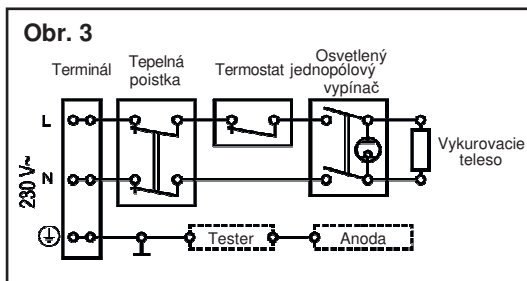 Obr. 3
Terminál
Tepelná
poistka
Termostat
Osvetlený
jednopólový
vypínač
L
N
230 V~
Vykurovacie
teleso
Tester
Anoda